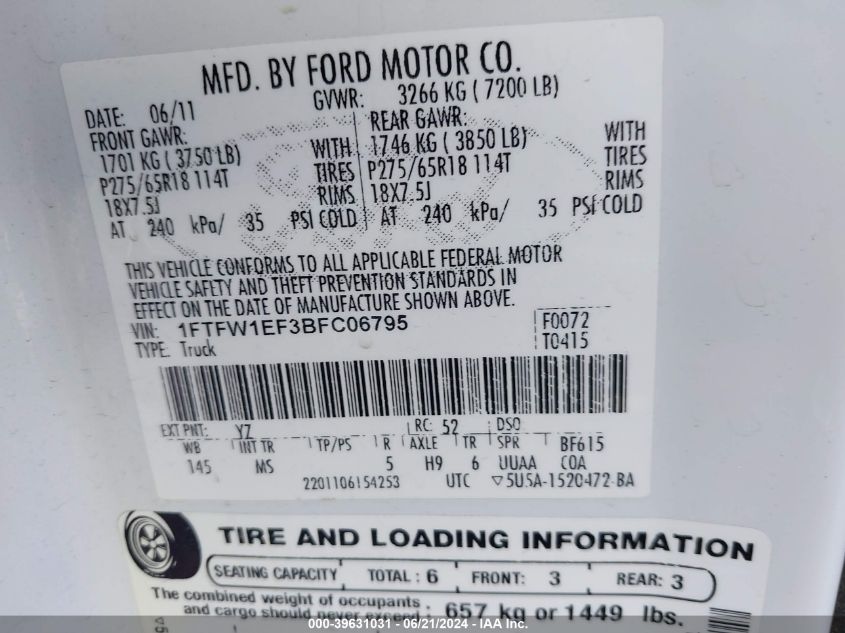 MFD. BY FORD MOTOR CO.
DATE: 06/11 GVWR: 3266 KG ( 7200 LB)
FRONT GAWR: REAR GAWR:
1701 KG (3750 LB) WITH 1746 KG (3850 LB) WITH
P275/65R18 114T TIRES P275/65R18 114T TIRES
18X7.5J RIMS 18X7.5J RIMS
AT 240 kPa/ 35 PSI COLD AT 240 kPa/ 35 PSI COLD
THIS VEHICLE CONFORMS TO ALL APPLICABLE FEDERAL MOTOR
VEHICLE SAFETY AND THEFT PREVENTION STANDARDS IN
EFFECT ON THE DATE OF MANUFACTURE SHOWN ABOVE.
VIN: 1FTFW1EF3BFC06795 F0072
TYPE: Truck T0415
EXT PNT: YZ RC: 52 DSO
WB INT TR TP/PS R AXLE TR SPR BF615
145 MS 5 H9 6 UUAA COA
2201106154253 UTC ▽5U5A-1520472-BA
TIRE AND LOADING INFORMATION
SEATING CAPACITY TOTAL : 6 FRONT: 3 REAR: 3
The combined weight of occupants
and cargo should never exceed : 657 kg or 1449 lbs.
000-39631031 - 06/21/2024 - IAA Inc.